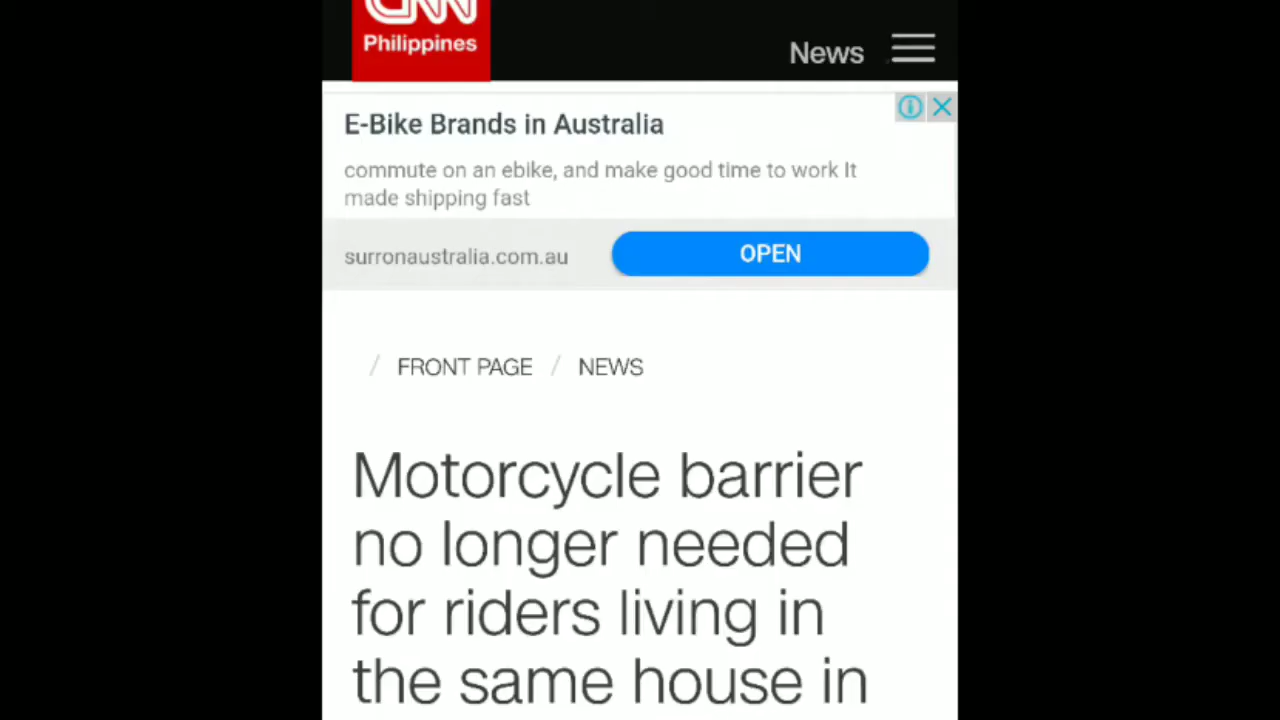 CNN
Philippines
News
E-Bike Brands in Australia
commute on an ebike, and make good time to work It
made shipping fast
surronaustralia.com.au
OPEN
/ FRONT PAGE / NEWS
Motorcycle barrier
no longer needed
for riders living in
the same house in